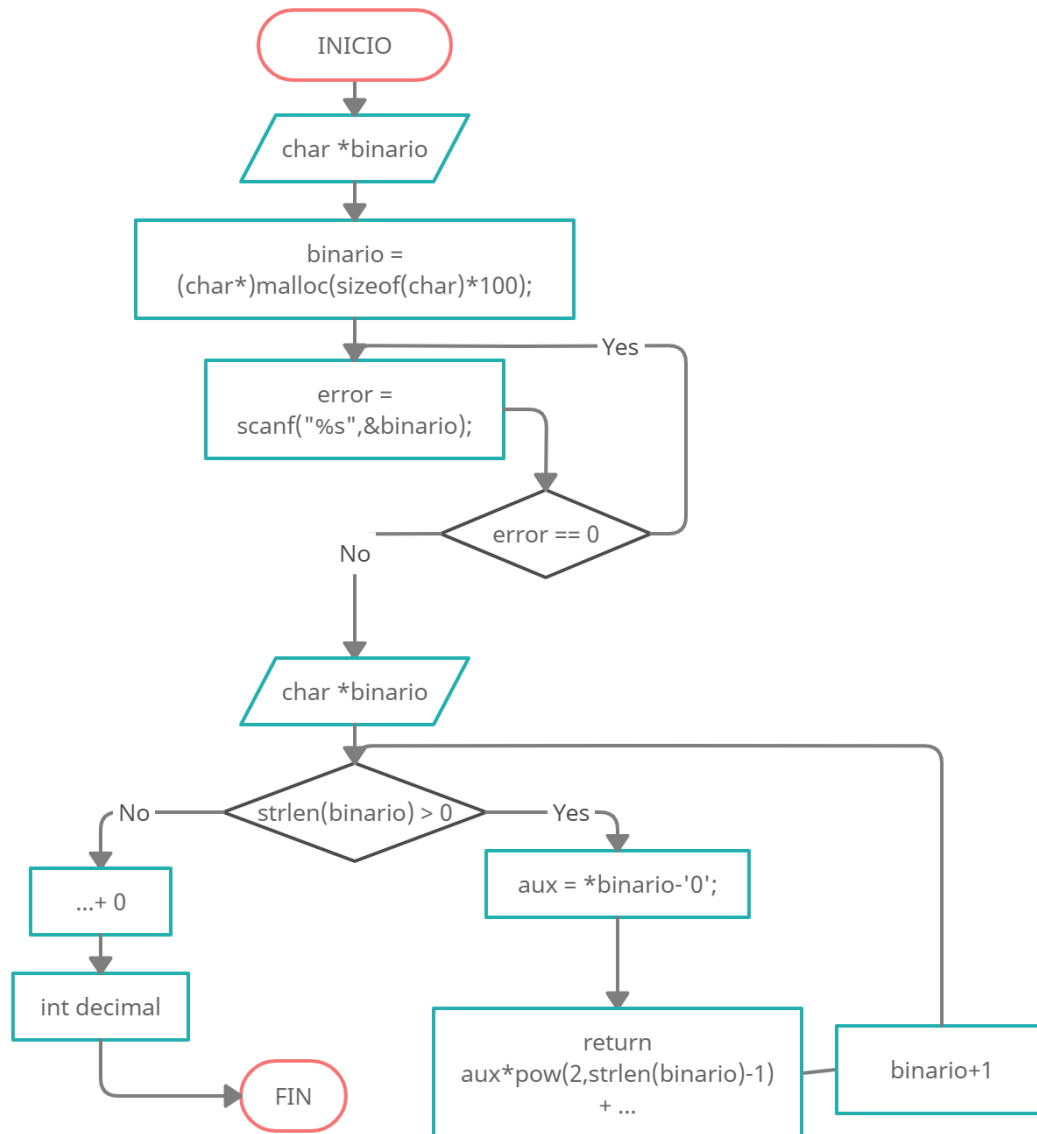 INICIO
char *binario
binario =
(char*)malloc(sizeof(char)*100);
Yes
error =
scanf("%s",&binario);
error == 0
No
char *binario
No
strlen(binario) > 0
Yes
aux = *binario-'0';
...+ 0
int decimal
return
aux*pow(2,strlen(binario)-1)
+ ...
binario+1
FIN